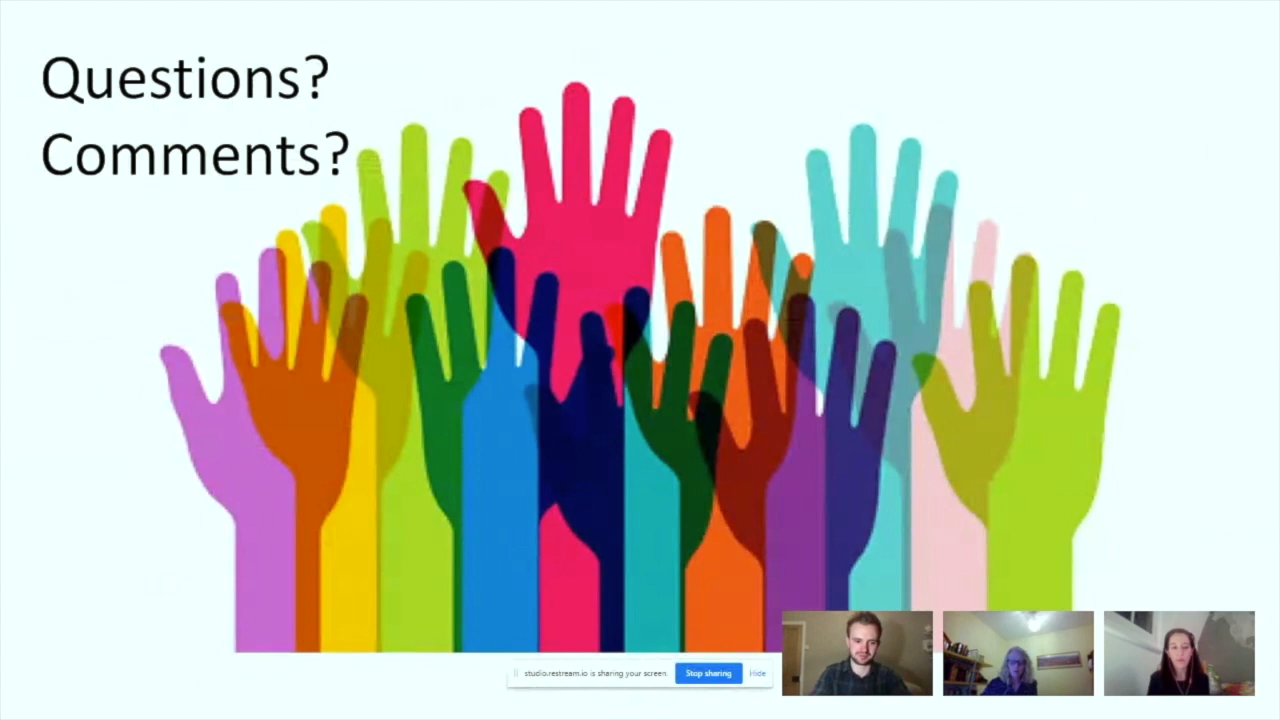 Questions?
Comments?
studio.restream.io is sharing your screen.
Stop sharing
Hide